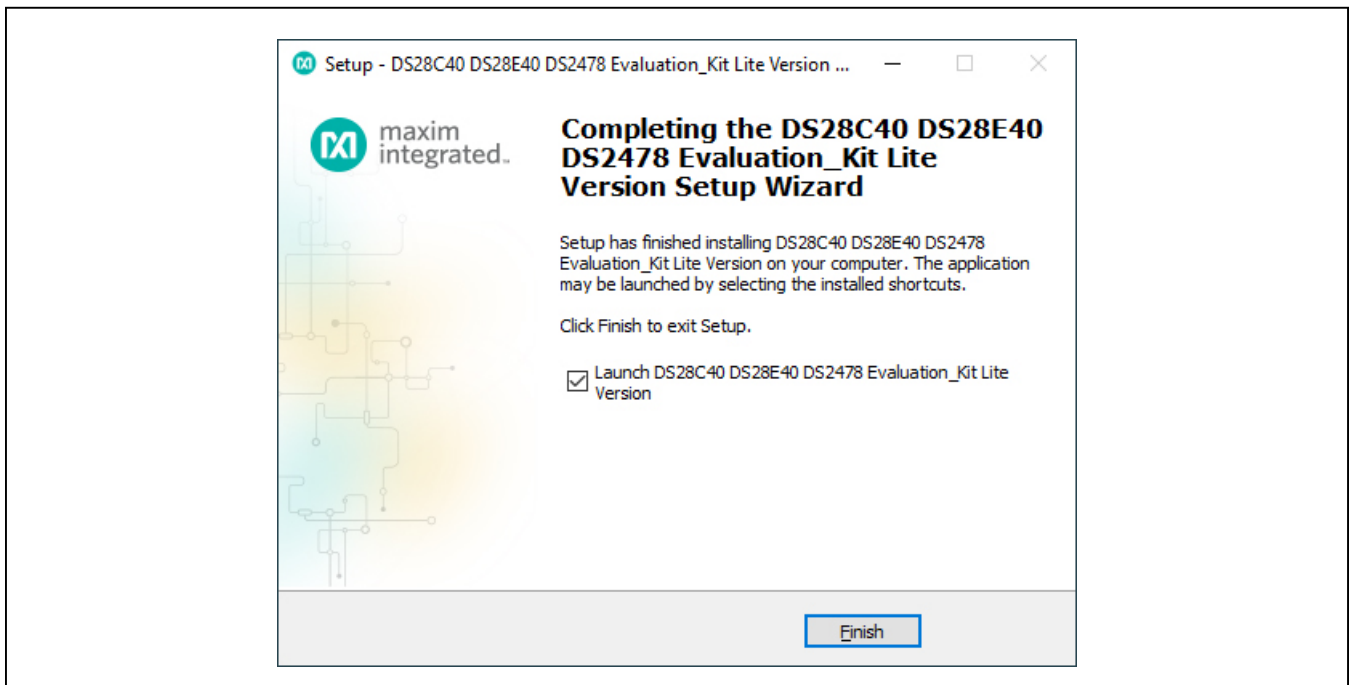 Setup - DS28C40 DS28E40 DS2478 Evaluation_Kit Lite Version ...
maxim
integrated™
Completing the DS28C40 DS28E40
DS2478 Evaluation_Kit Lite
Version Setup Wizard
Setup has finished installing DS28C40 DS28E40 DS2478
Evaluation_Kit Lite Version on your computer. The application
may be launched by selecting the installed shortcuts.
Click Finish to exit Setup.
Launch DS28C40 DS28E40 DS2478 Evaluation_Kit Lite
Version
Finish